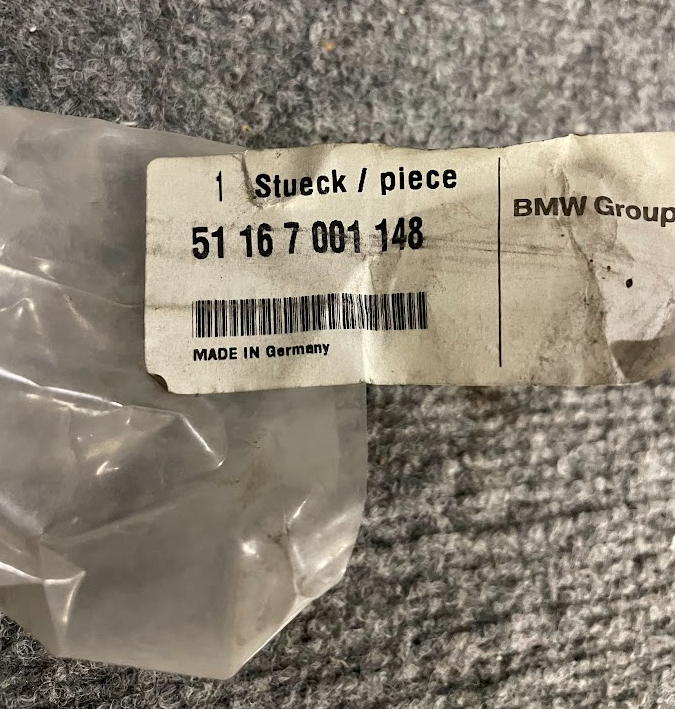 1 Stueck / piece
51 16 7 001 148
MADE IN Germany
BMW Group